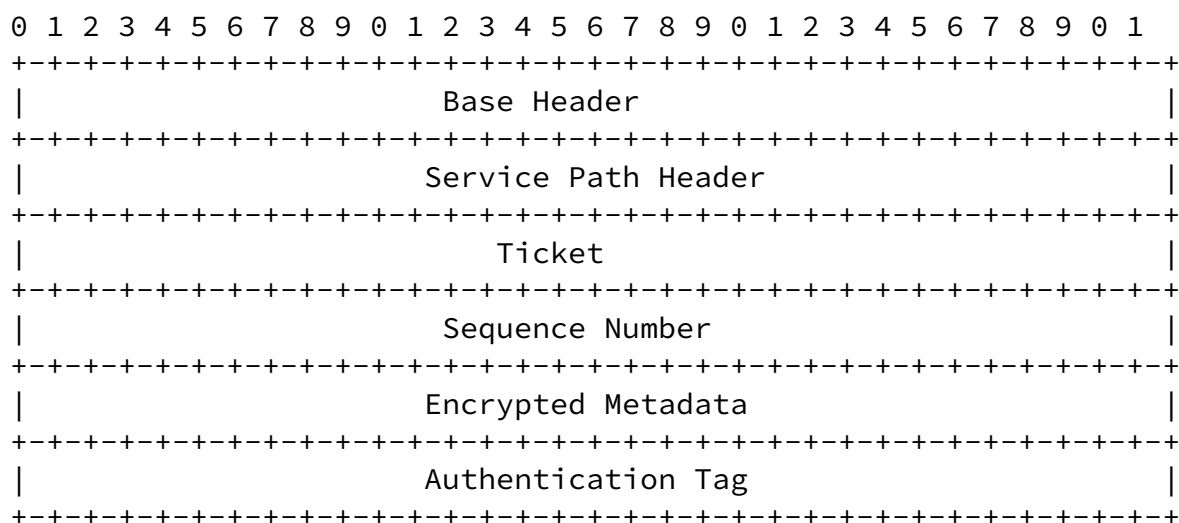 0 1 2 3 4 5 6 7 8 9 0 1 2 3 4 5 6 7 8 9 0 1 2 3 4 5 6 7 8 9 0 1
+-+-+-+-+-+-+-+-+-+-+-+-+-+-+-+-+-+-+-+-+-+-+-+-+-+-+-+-+-+-+-+-+
|                       Base Header                             |
+-+-+-+-+-+-+-+-+-+-+-+-+-+-+-+-+-+-+-+-+-+-+-+-+-+-+-+-+-+-+-+-+
|                      Service Path Header                      |
+-+-+-+-+-+-+-+-+-+-+-+-+-+-+-+-+-+-+-+-+-+-+-+-+-+-+-+-+-+-+-+-+
|                          Ticket                               |
+-+-+-+-+-+-+-+-+-+-+-+-+-+-+-+-+-+-+-+-+-+-+-+-+-+-+-+-+-+-+-+-+
|                       Sequence Number                         |
+-+-+-+-+-+-+-+-+-+-+-+-+-+-+-+-+-+-+-+-+-+-+-+-+-+-+-+-+-+-+-+-+
|                      Encrypted Metadata                       |
+-+-+-+-+-+-+-+-+-+-+-+-+-+-+-+-+-+-+-+-+-+-+-+-+-+-+-+-+-+-+-+-+
|                      Authentication Tag                       |
+-+-+-+-+-+-+-+-+-+-+-+-+-+-+-+-+-+-+-+-+-+-+-+-+-+-+-+-+-+-+-+-+